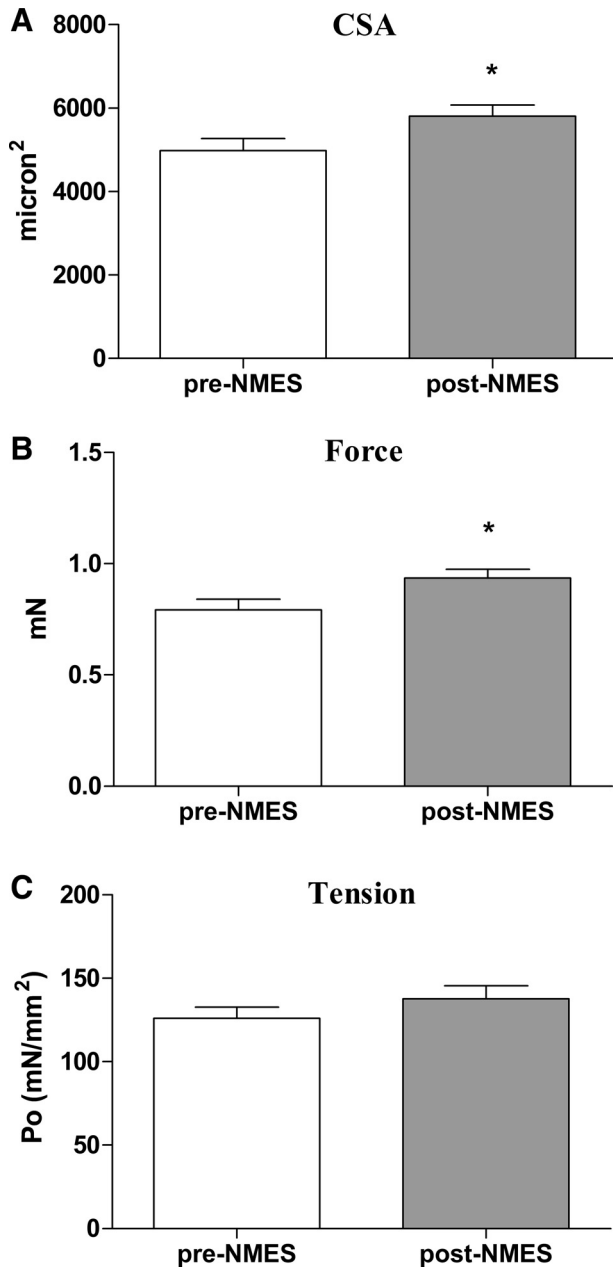 A
CSA
8000
6000
4000
2000
0
micron²
*
pre-NMES post-NMES
B
Force
1.5
1.0
0.5
0.0
mN
*
pre-NMES post-NMES
C
Tension
200
150
100
50
0
Po (mN/mm²)
pre-NMES post-NMES